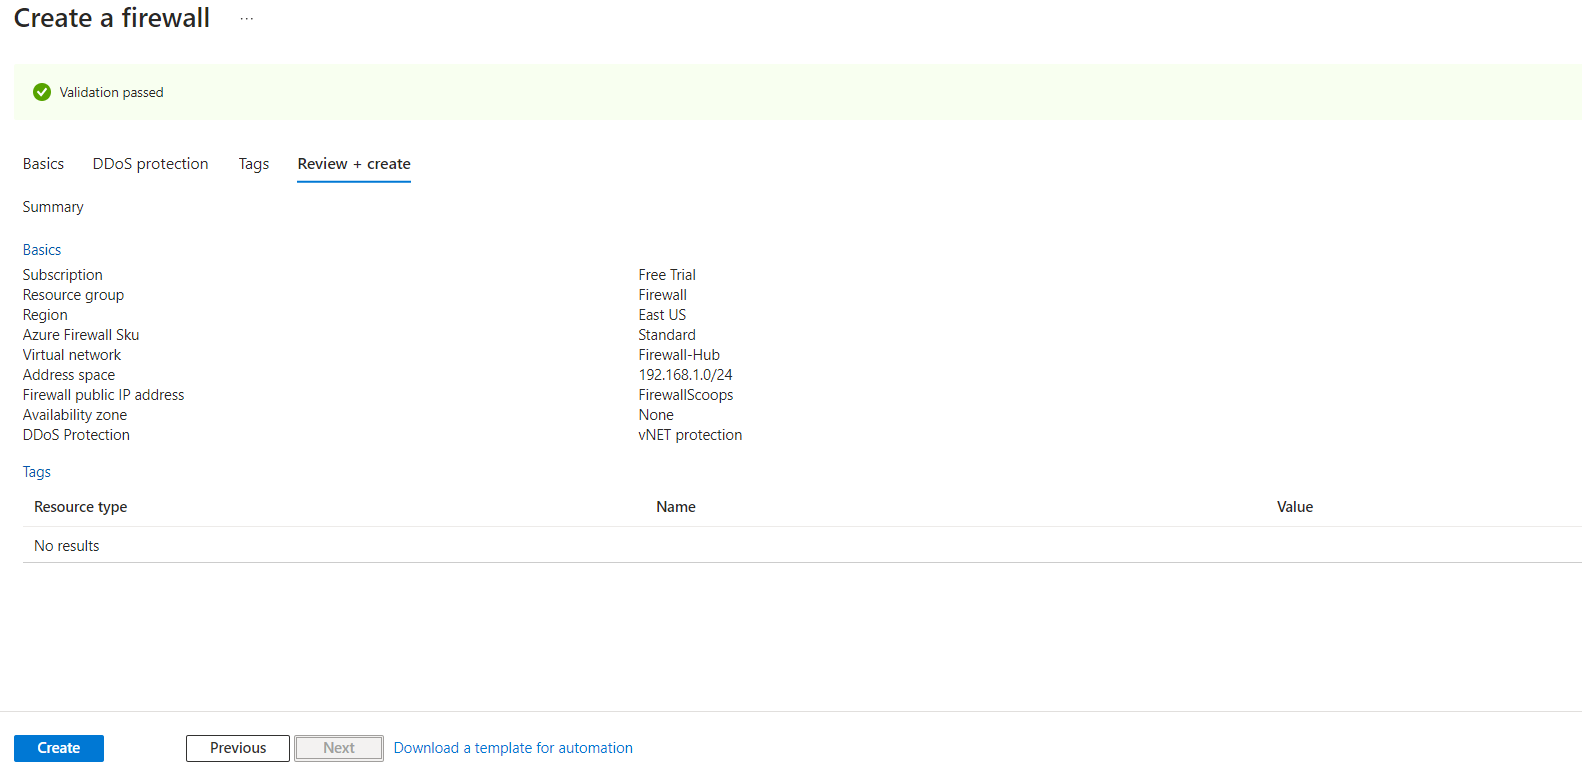 Create a firewall ...
Validation passed
Basics DDoS protection Tags Review + create
Summary
Basics
Subscription Free Trial
Resource group Firewall
Region East US
Azure Firewall Sku Standard
Virtual network Firewall-Hub
Address space 192.168.1.0/24
Firewall public IP address FirewallScoops
Availability zone None
DDoS Protection vNET protection
Tags
Resource type Name Value
No results
Create Previous Next Download a template for automation